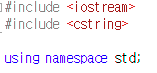 #include <iostream>
#include <cstring>
using namespace std;